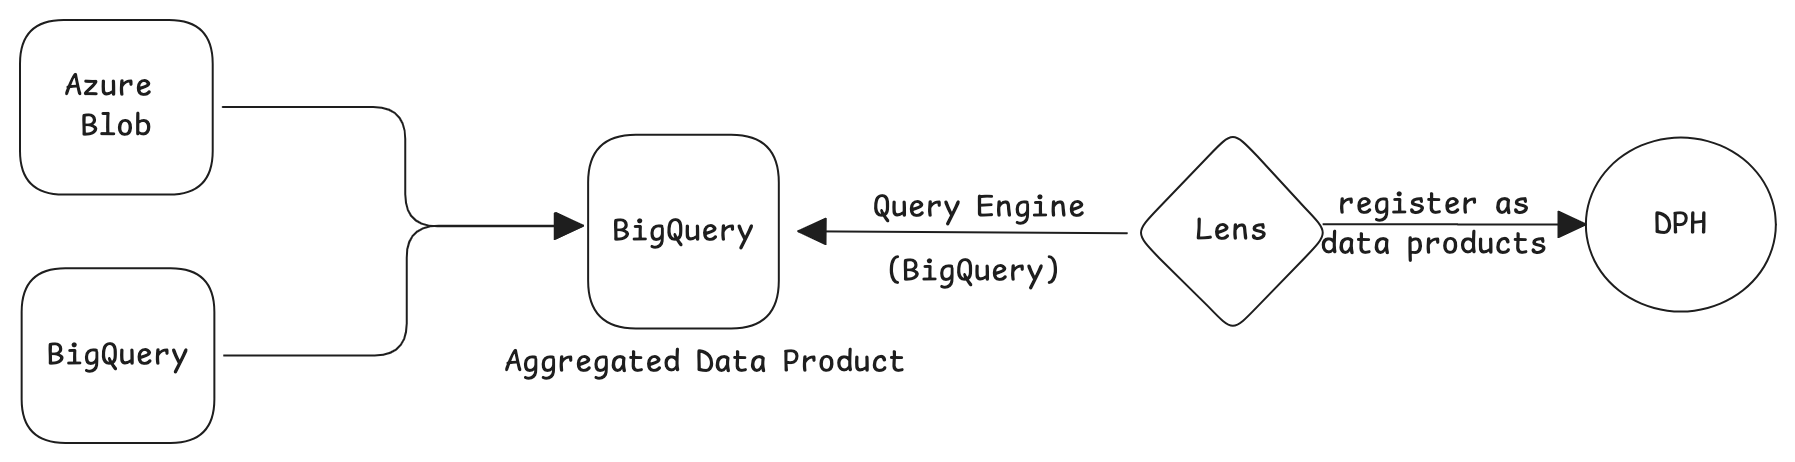 Azure
Blob
BigQuery
BigQuery
Aggregated Data Product
Query Engine
(BigQuery)
Lens
register as
data products
DPH